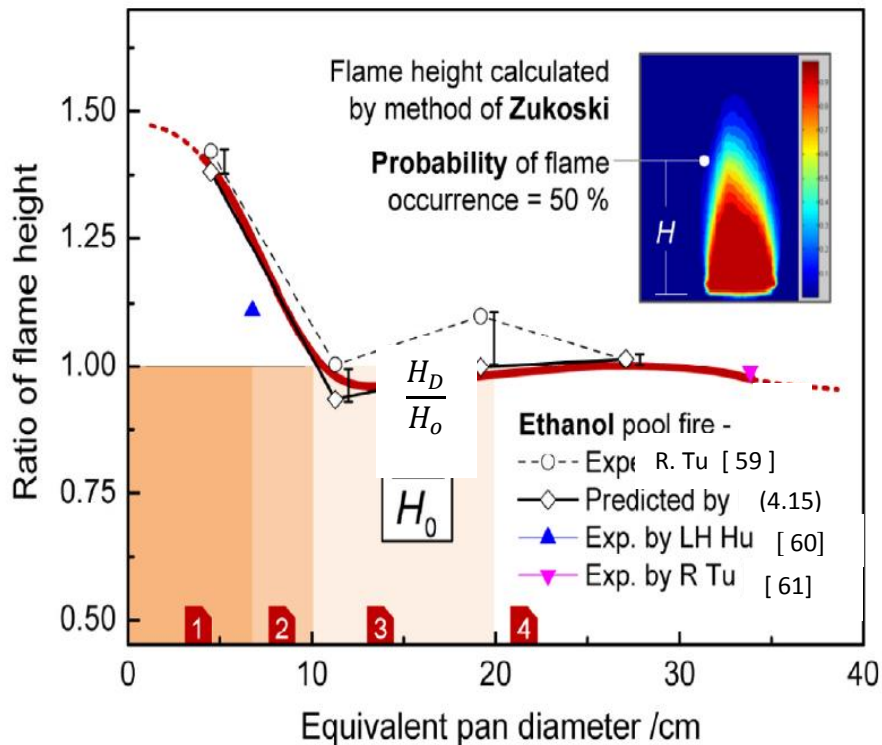 Flame height calculated
by method of Zukoski
Probability of flame
occurrence = 50 %
H
1.50
1.25
1.00
0.75
0.50
Ratio of flame height
H_D
H_o
H_0
Ethanol pool fire -
Expe R. Tu [ 59 ]
Predicted by (4.15)
Exp. by LH Hu [ 60]
Exp. by R Tu [ 61]
1 2 3 4
0 10 20 30 40
Equivalent pan diameter /cm